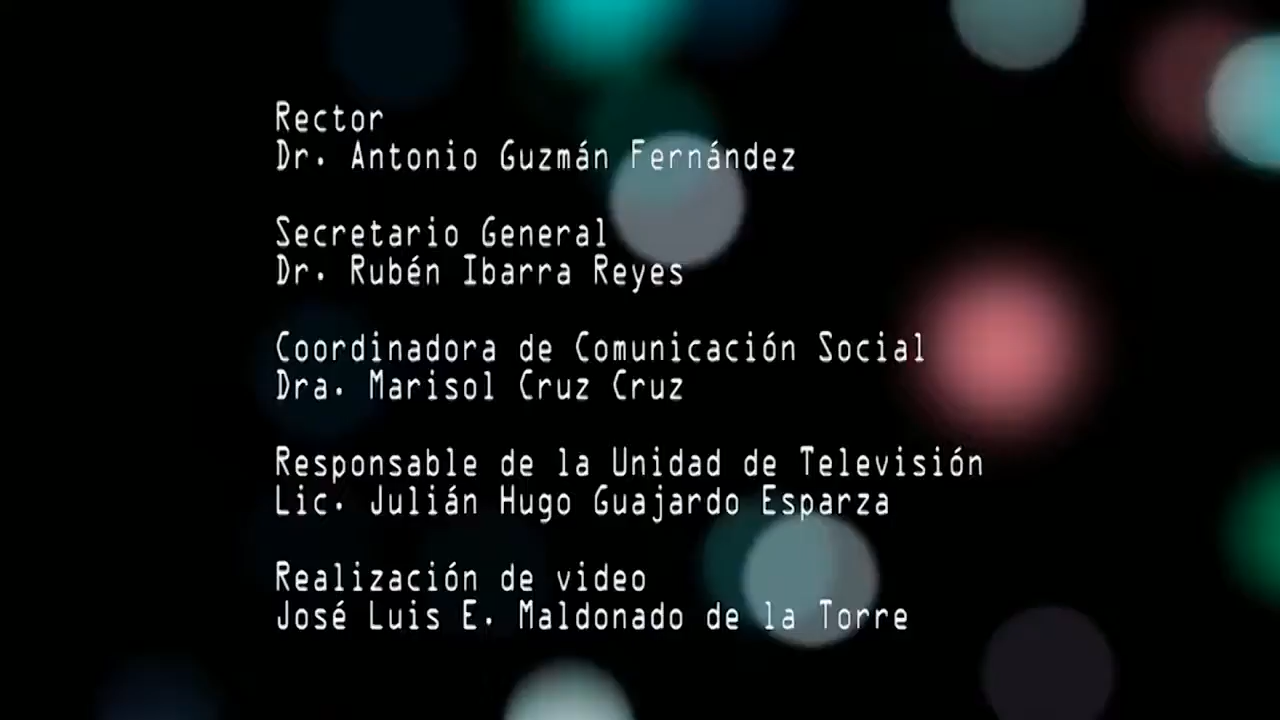 Rector
Dr. Antonio Guzmán Fernández
Secretario General
Dr. Rubén Ibarra Reyes
Coordinadora de Comunicación Social
Dra. Marisol Cruz Cruz
Responsable de la Unidad de Televisión
Lic. Julián Hugo Guajardo Esparza
Realización de video
José Luis E. Maldonado de la Torre